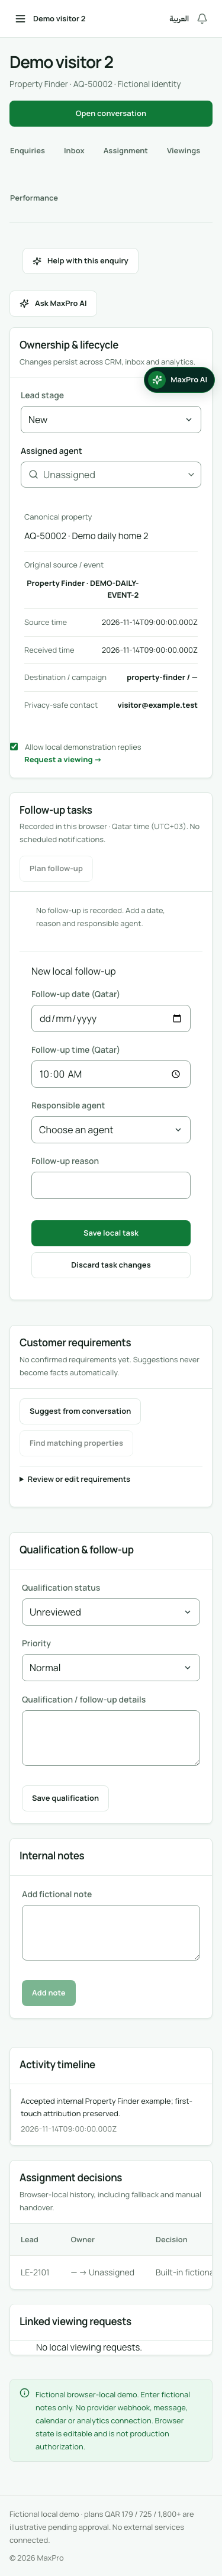 Demo visitor 2
العربية
Demo visitor 2
Property Finder · AQ-50002 · Fictional identity
Open conversation
Enquiries Inbox Assignment Viewings
Performance
Help with this enquiry
Ask MaxPro AI
Ownership & lifecycle
Changes persist across CRM, inbox and analytics.
MaxPro AI
Lead stage
New
Assigned agent
Unassigned
Canonical property
AQ-50002 · Demo daily home 2
Original source / event
Property Finder · DEMO-DAILY-
EVENT-2
Source time 2026-11-14T09:00:00.000Z
Received time 2026-11-14T09:00:00.000Z
Destination / campaign property-finder / —
Privacy-safe contact visitor@example.test
Allow local demonstration replies
Request a viewing →
Follow-up tasks
Recorded in this browser · Qatar time (UTC+03). No
scheduled notifications.
Plan follow-up
No follow-up is recorded. Add a date,
reason and responsible agent.
New local follow-up
Follow-up date (Qatar)
dd/mm/yyyy
Follow-up time (Qatar)
10:00 AM
Responsible agent
Choose an agent
Follow-up reason
Save local task
Discard task changes
Customer requirements
No confirmed requirements yet. Suggestions never
become facts automatically.
Suggest from conversation
Find matching properties
Review or edit requirements
Qualification & follow-up
Qualification status
Unreviewed
Priority
Normal
Qualification / follow-up details
Save qualification
Internal notes
Add fictional note
Add note
Activity timeline
Accepted internal Property Finder example; first-
touch attribution preserved.
2026-11-14T09:00:00.000Z
Assignment decisions
Browser-local history, including fallback and manual
handover.
Lead Owner Decision
LE-2101 — → Unassigned Built-in fictiona
Linked viewing requests
No local viewing requests.
Fictional browser-local demo. Enter fictional
notes only. No provider webhook, message,
calendar or analytics connection. Browser
state is editable and is not production
authorization.
Fictional local demo · plans QAR 179 / 725 / 1,800+ are
illustrative pending approval. No external services
connected.
© 2026 MaxPro